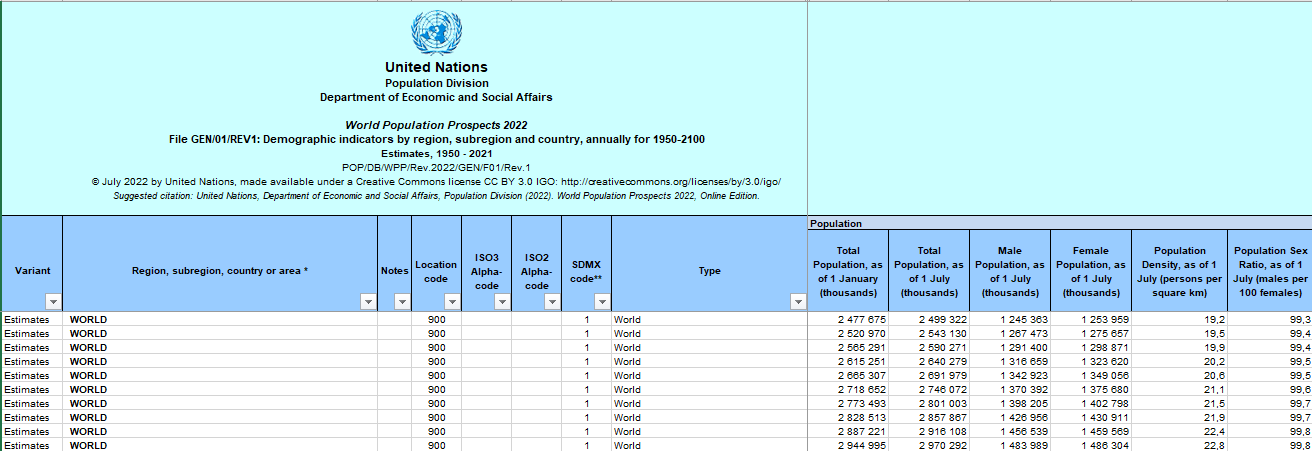 United Nations
Population Division
Department of Economic and Social Affairs
World Population Prospects 2022
File GEN/01/REV1: Demographic indicators by region, subregion and country, annually for 1950-2100
Estimates, 1950 - 2021
POP/DB/WPP/Rev.2022/GEN/F01/Rev.1
© July 2022 by United Nations, made available under a Creative Commons license CC BY 3.0 IGO: http://creativecommons.org/licenses/by/3.0/igo/
Suggested citation: United Nations, Department of Economic and Social Affairs, Population Division (2022). World Population Prospects 2022, Online Edition.
Population
Variant Region, subregion, country or area * Notes Location code ISO3 Alpha-code ISO2 Alpha-code SDMX code** Type Total Population, as of 1 January (thousands) Total Population, as of 1 July (thousands) Male Population, as of 1 July (thousands) Female Population, as of 1 July (thousands) Population Density, as of 1 July (persons per square km) Population Sex Ratio, as of 1 July (males per 100 females)
Estimates WORLD 900 1 World 2 477 675 2 499 322 1 245 363 1 253 959 19,2 99,3
Estimates WORLD 900 1 World 2 520 970 2 543 130 1 267 473 1 275 657 19,5 99,4
Estimates WORLD 900 1 World 2 565 291 2 590 271 1 291 400 1 298 871 19,9 99,4
Estimates WORLD 900 1 World 2 615 251 2 640 279 1 316 659 1 323 620 20,2 99,5
Estimates WORLD 900 1 World 2 665 307 2 691 979 1 342 923 1 349 056 20,6 99,5
Estimates WORLD 900 1 World 2 718 652 2 746 072 1 370 392 1 375 680 21,1 99,6
Estimates WORLD 900 1 World 2 773 493 2 801 003 1 398 205 1 402 798 21,5 99,7
Estimates WORLD 900 1 World 2 828 513 2 857 867 1 426 956 1 430 911 21,9 99,7
Estimates WORLD 900 1 World 2 887 221 2 916 108 1 456 539 1 459 569 22,4 99,8
Estimates WORLD 900 1 World 2 944 995 2 970 292 1 483 989 1 486 304 22,8 99,8